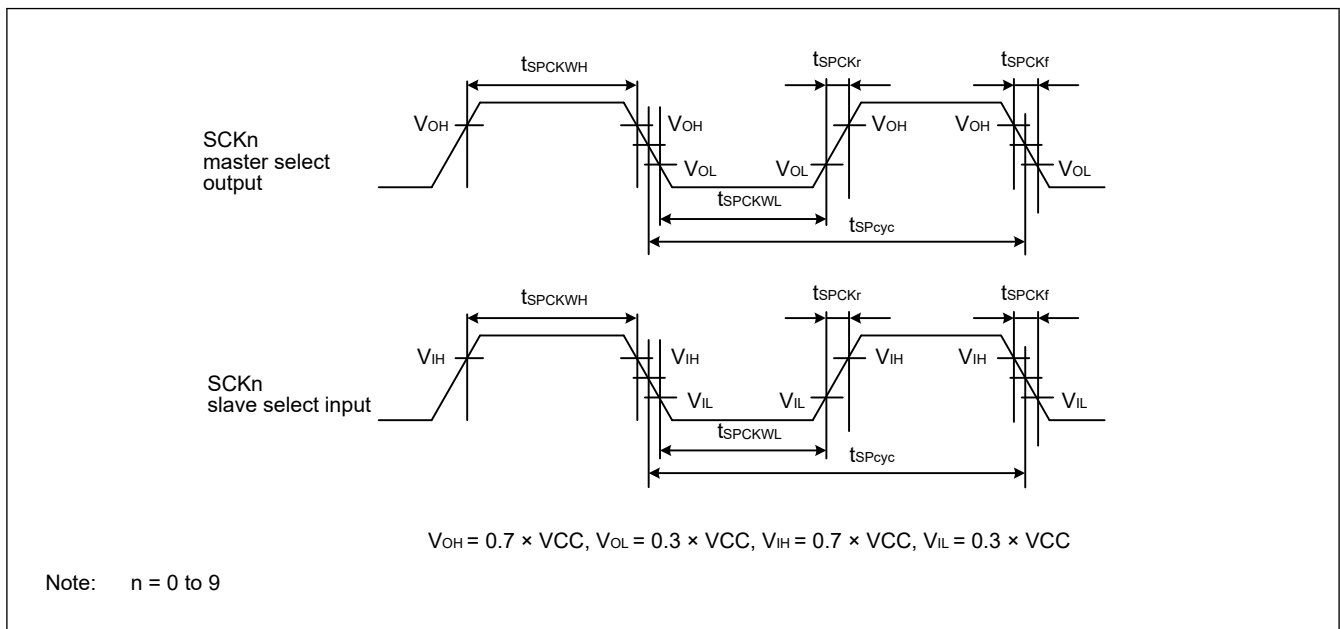 tSPCKWH
tSPCKr
tSPCKf
VOH
VOH
VOH
VOH
SCKn
master select
output
VOL
VOL
VOL
tSPCKWL
tSPcyc
tSPCKWH
tSPCKr
tSPCKf
VIH
VIH
VIH
VIH
SCKn
slave select input
VIL
VIL
VIL
tSPCKWL
tSPcyc
VOH = 0.7 × VCC, VOL = 0.3 × VCC, VIH = 0.7 × VCC, VIL = 0.3 × VCC
Note: n = 0 to 9